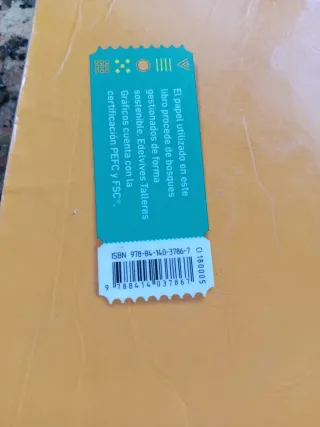 El papel utilizado en este
libro procede de bosques
gestionados de forma
sostenible. Edelvives Talleres
Gráficos cuenta con la
certificación PEFC y FSC®.
ISBN 978-84-140-3786-7
CI 180005
9 788414 037867